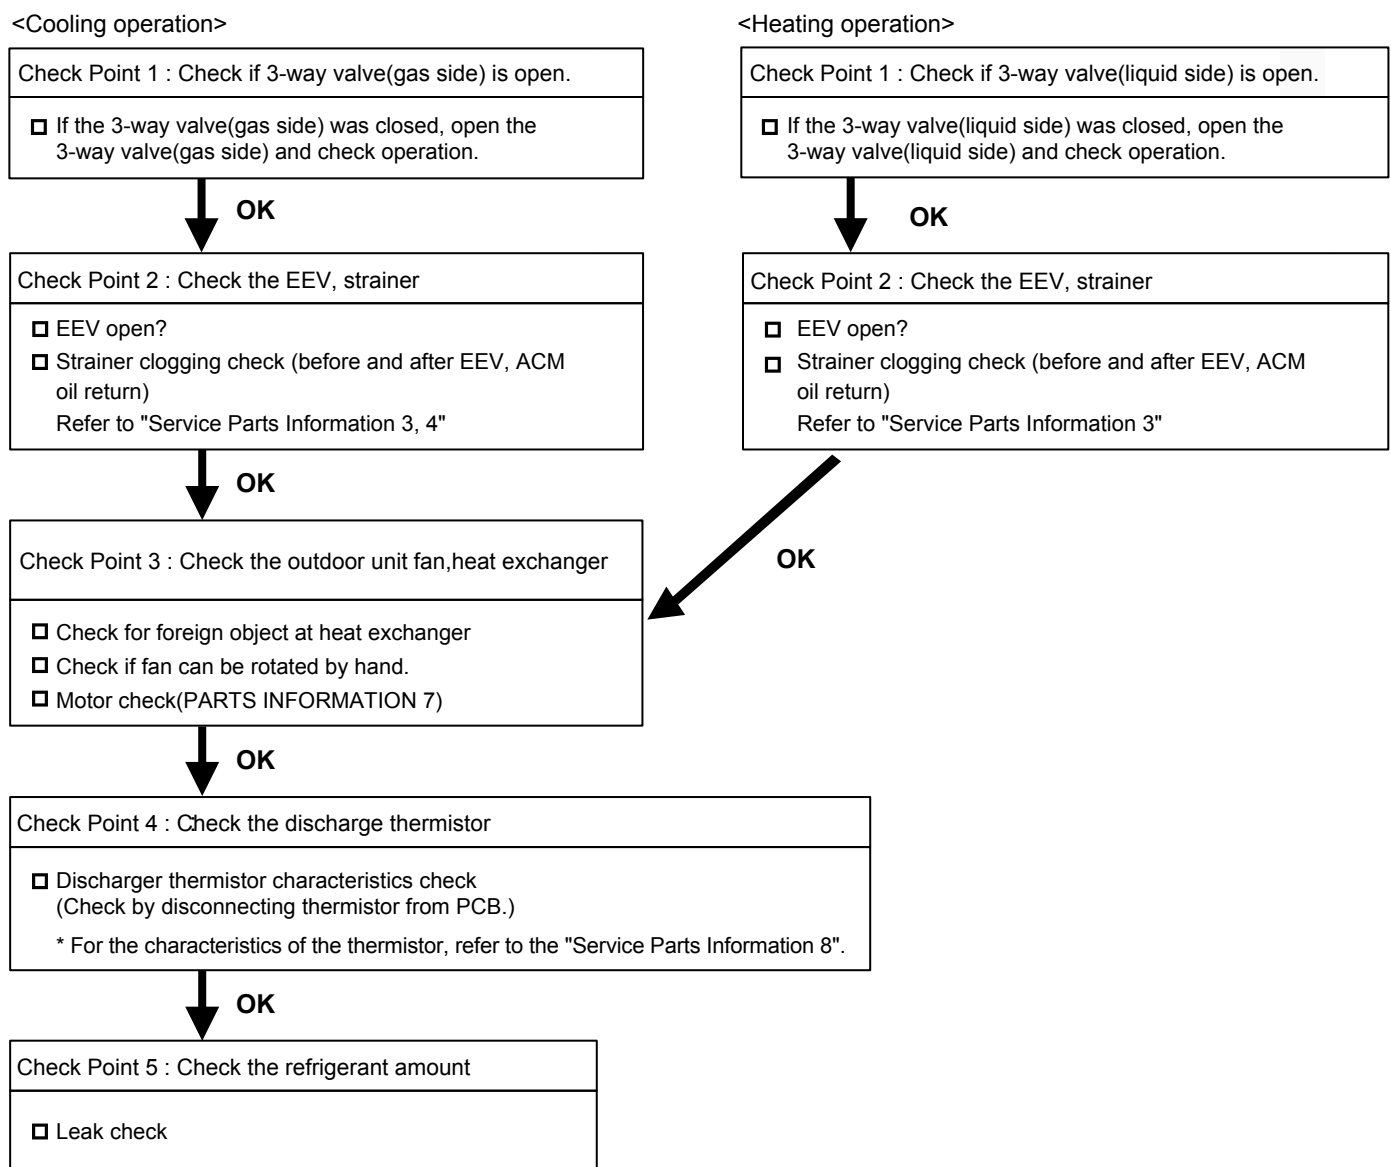 <Cooling operation>
Check Point 1 : Check if 3-way valve(gas side) is open.
If the 3-way valve(gas side) was closed, open the
3-way valve(gas side) and check operation.
OK
Check Point 2 : Check the EEV, strainer
EEV open?
Strainer clogging check (before and after EEV, ACM
oil return)
Refer to "Service Parts Information 3, 4"
OK
<Heating operation>
Check Point 1 : Check if 3-way valve(liquid side) is open.
If the 3-way valve(liquid side) was closed, open the
3-way valve(liquid side) and check operation.
OK
Check Point 2 : Check the EEV, strainer
EEV open?
Strainer clogging check (before and after EEV, ACM
oil return)
Refer to "Service Parts Information 3"
OK
Check Point 3 : Check the outdoor unit fan,heat exchanger
Check for foreign object at heat exchanger
Check if fan can be rotated by hand.
Motor check(PARTS INFORMATION 7)
OK
Check Point 4 : Check the discharge thermistor
Discharger thermistor characteristics check
(Check by disconnecting thermistor from PCB.)
* For the characteristics of the thermistor, refer to the "Service Parts Information 8".
OK
Check Point 5 : Check the refrigerant amount
Leak check